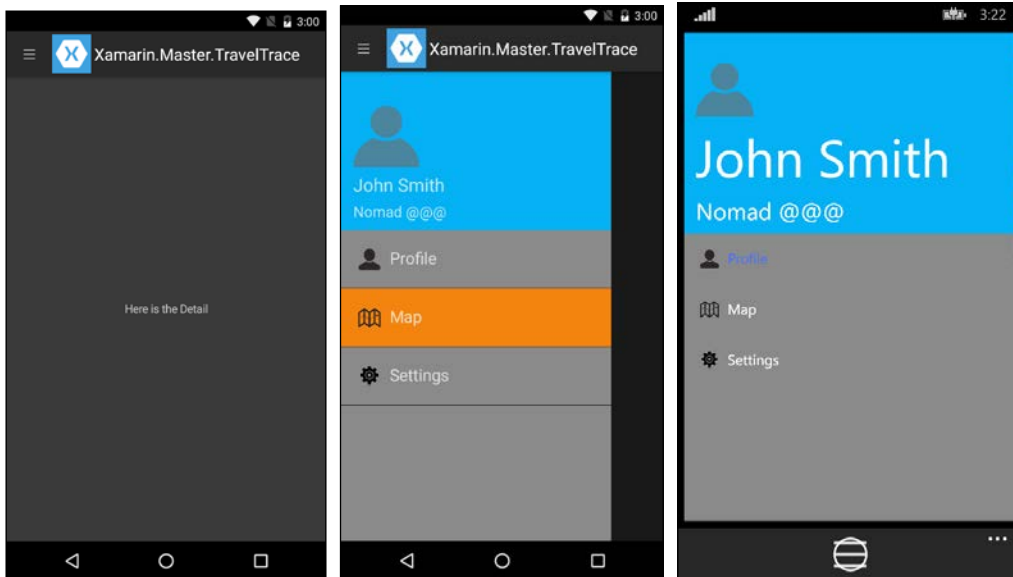 3:00
Xamarin.Master.TravelTrace
Here is the Detail
3:00
Xamarin.Master.TravelTrace
John Smith
Nomad @@@
Profile
Map
Settings
3:22
John Smith
Nomad @@@
Profile
Map
Settings